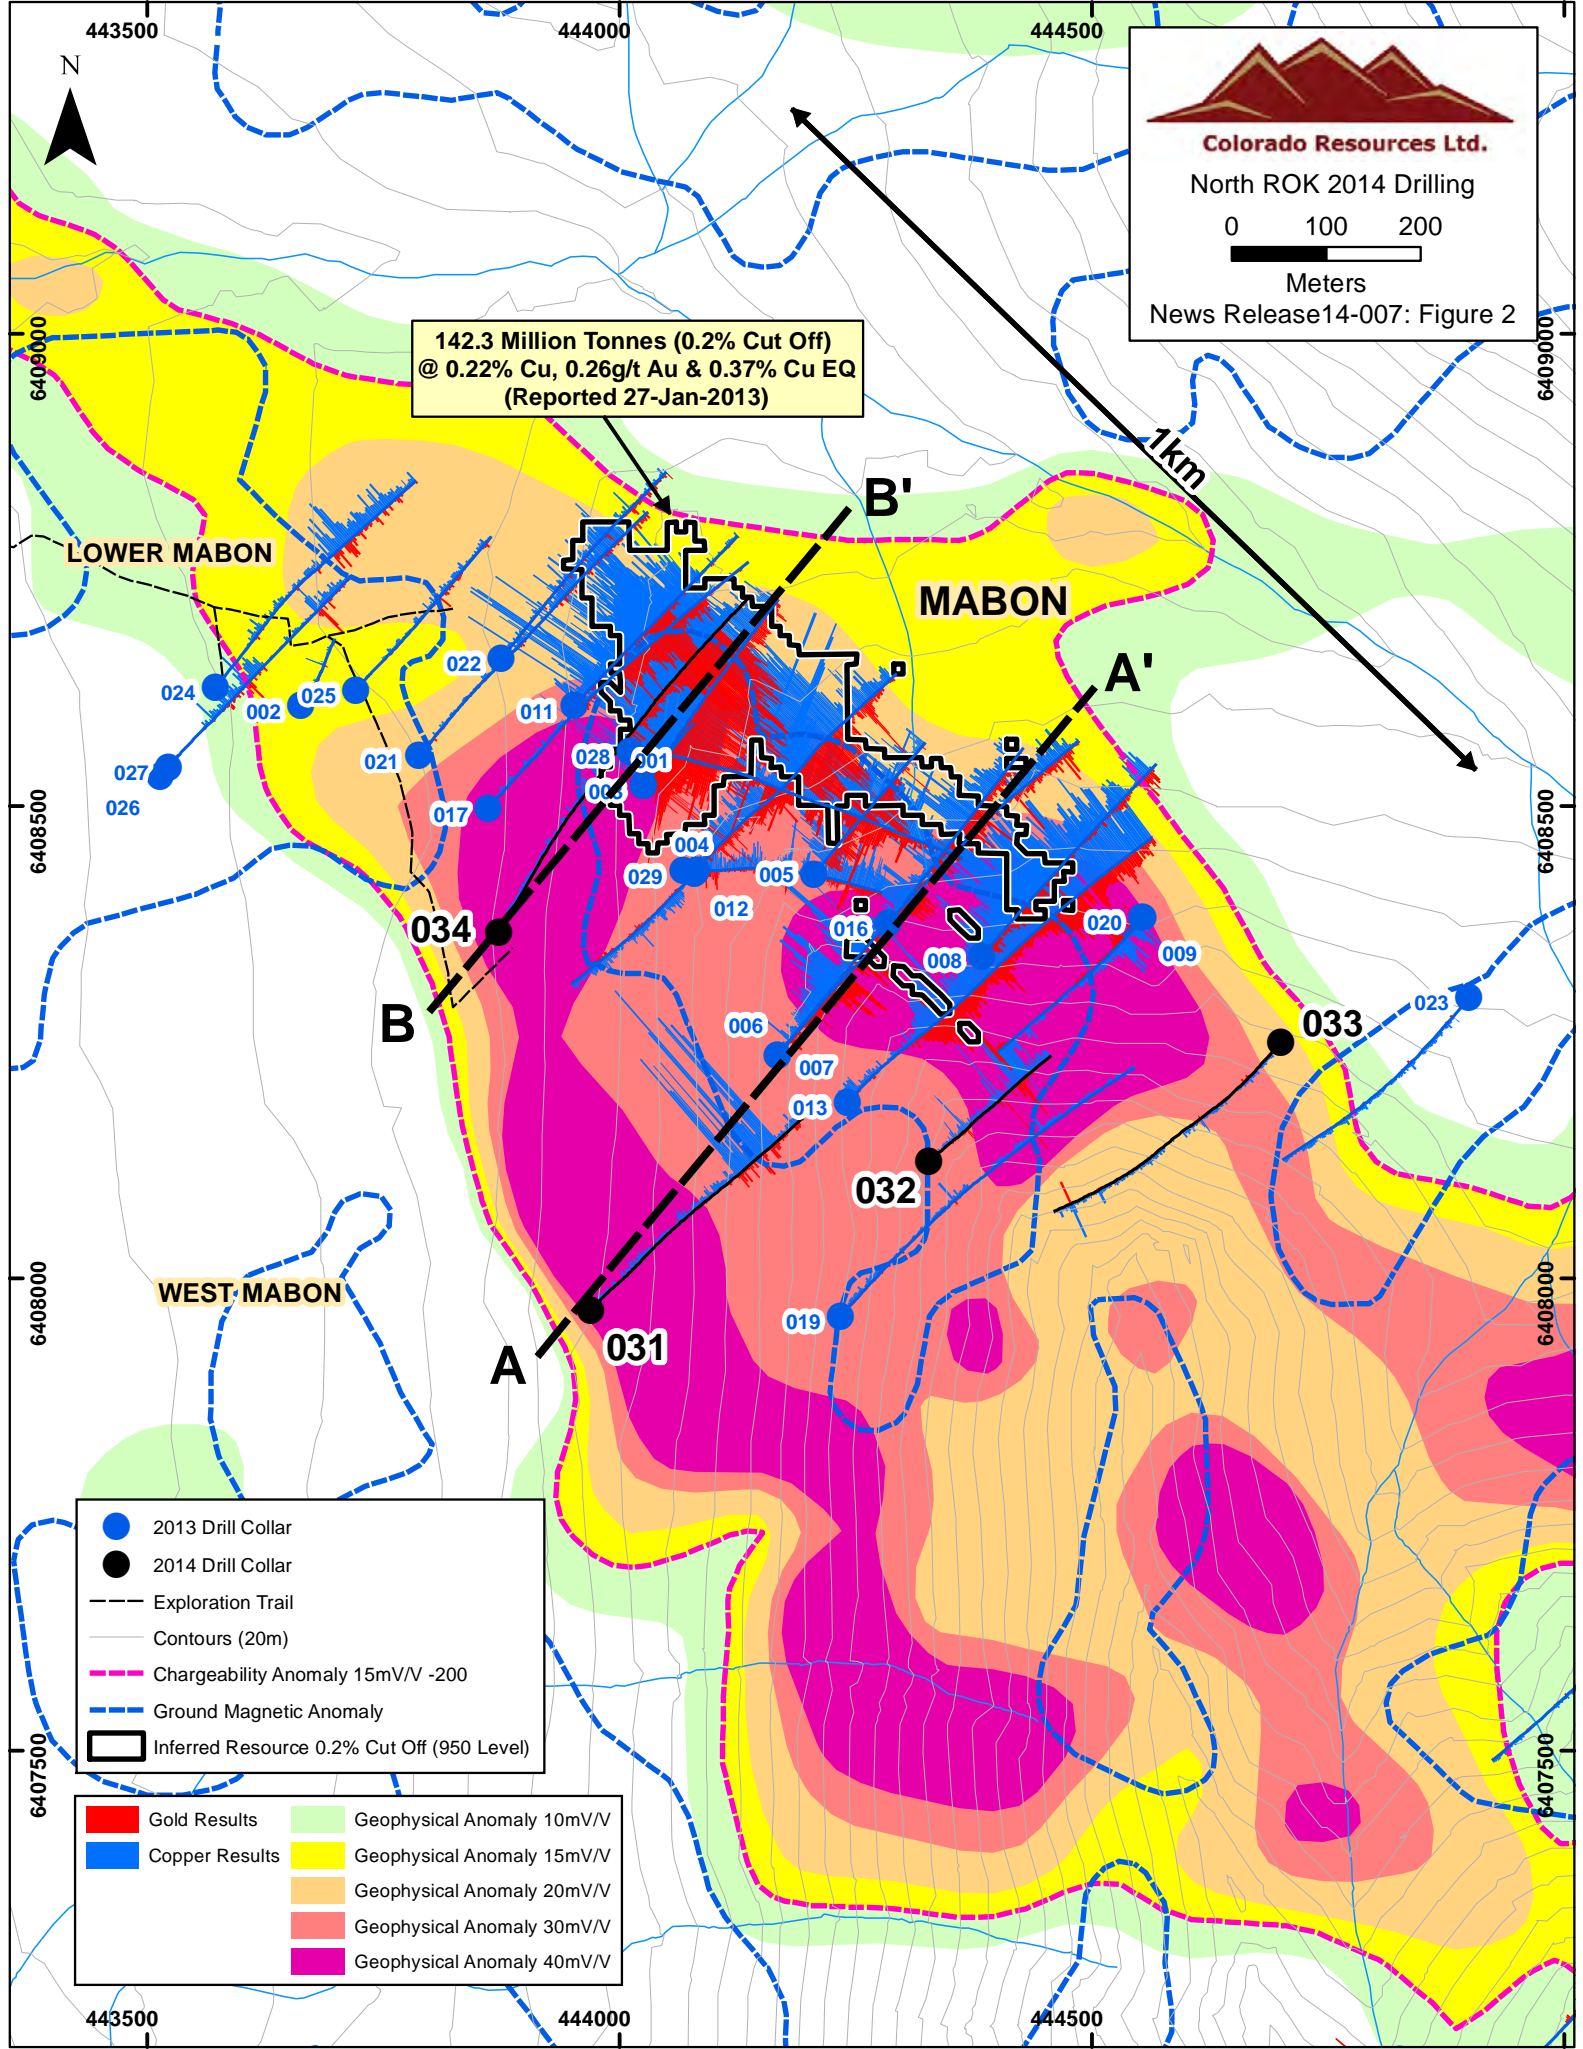 443500
444000
444500
N
Colorado Resources Ltd.
North ROK 2014 Drilling
0 100 200
Meters
News Release14-007: Figure 2
6409000
6409000
142.3 Million Tonnes (0.2% Cut Off)
@ 0.22% Cu, 0.26g/t Au & 0.37% Cu EQ
(Reported 27-Jan-2013)
1km
B'
LOWER MABON
MABON
A'
022
024
002
025
011
021
028
001
027
026
003
017
6408500
6408500
004
029
005
012
034
016
020
008
009
B
006
023
033
007
013
032
WEST MABON
6408000
6408000
019
031
A
2013 Drill Collar
2014 Drill Collar
Exploration Trail
Contours (20m)
Chargeability Anomaly 15mV/V -200
Ground Magnetic Anomaly
Inferred Resource 0.2% Cut Off (950 Level)
6407500
6407500
Gold Results
Copper Results
Geophysical Anomaly 10mV/V
Geophysical Anomaly 15mV/V
Geophysical Anomaly 20mV/V
Geophysical Anomaly 30mV/V
Geophysical Anomaly 40mV/V
443500
444000
444500